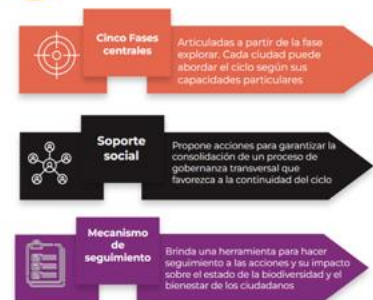 Cinco Fases
centrales
Articuladas a partir de la fase
explorar. Cada ciudad puede
abordar el ciclo según sus
capacidades particulares
Soporte
social
Propone acciones para garantizar la
consolidación de un proceso de
gobernanza transversal que
favorezca a la continuidad del ciclo
Mecanismo
de
seguimiento
Brinda una herramienta para hacer
seguimiento a las acciones y su impacto
sobre el estado de la biodiversidad y el
bienestar de los ciudadanos